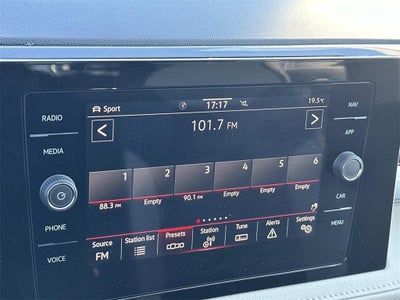 RADIO
MEDIA
PHONE
VOICE
Sport 17:17 19.5°C
101.7 FM
1 2 3 4 5 6
88.3 FM Empty 90.1 FM Empty Empty Empty
Source Station list Presets Station Tune Alerts Settings
FM
NAV
APP
CAR
MENU